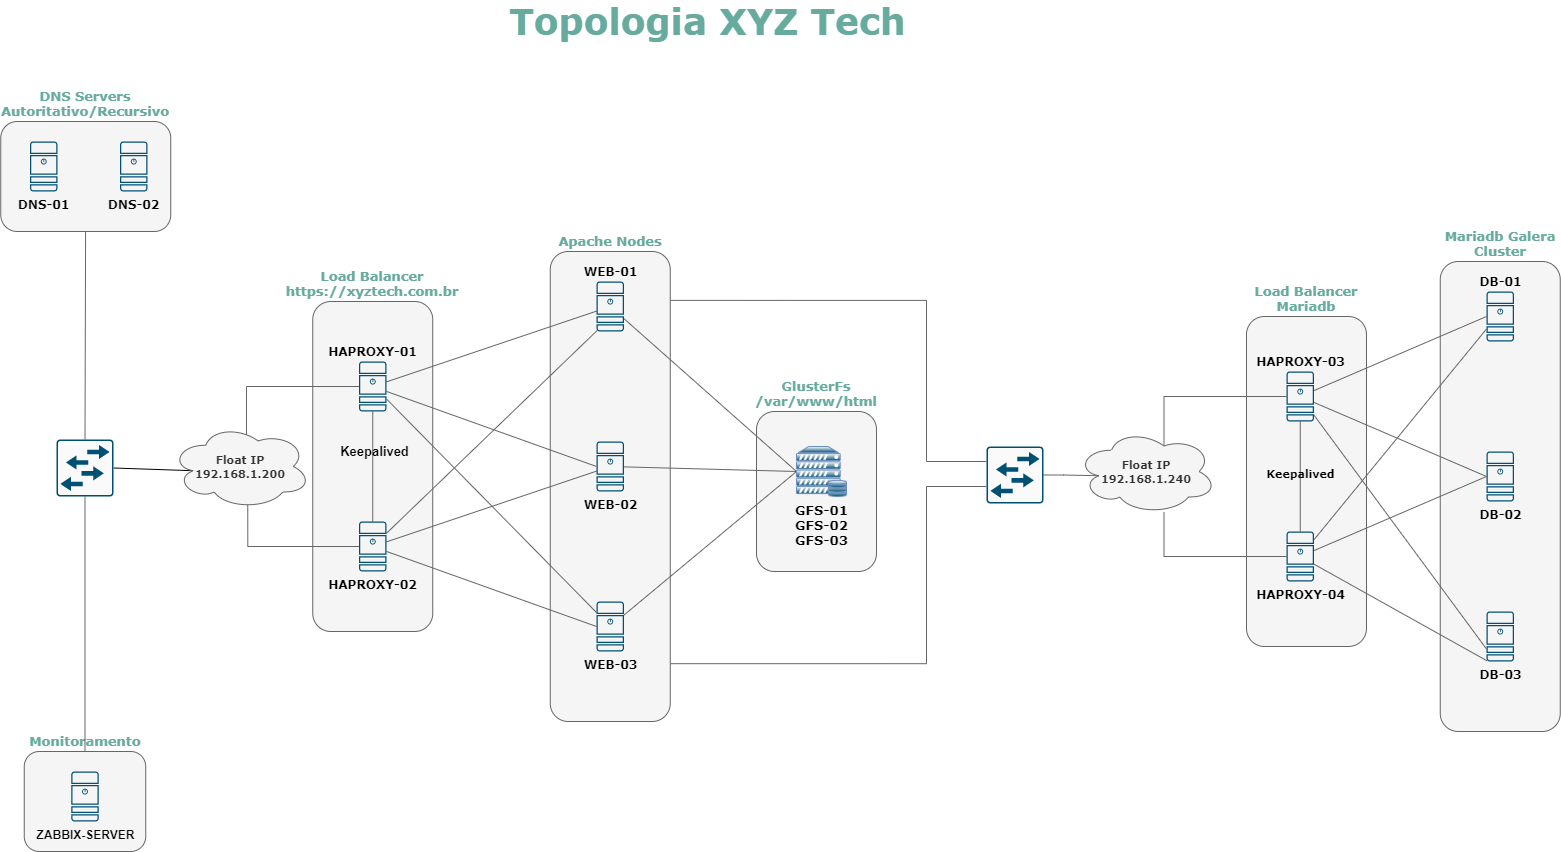 Topologia XYZ Tech
DNS Servers
Autoritativo/Recursivo
DNS-01
DNS-02
Float IP
192.168.1.200
Load Balancer
https://xyztech.com.br
HAPROXY-01
Keepalived
HAPROXY-02
Apache Nodes
WEB-01
WEB-02
WEB-03
GlusterFs
/var/www/html
GFS-01
GFS-02
GFS-03
Float IP
192.168.1.240
Load Balancer
Mariadb
HAPROXY-03
Keepalived
HAPROXY-04
Mariadb Galera
Cluster
DB-01
DB-02
DB-03
Monitoramento
ZABBIX-SERVER